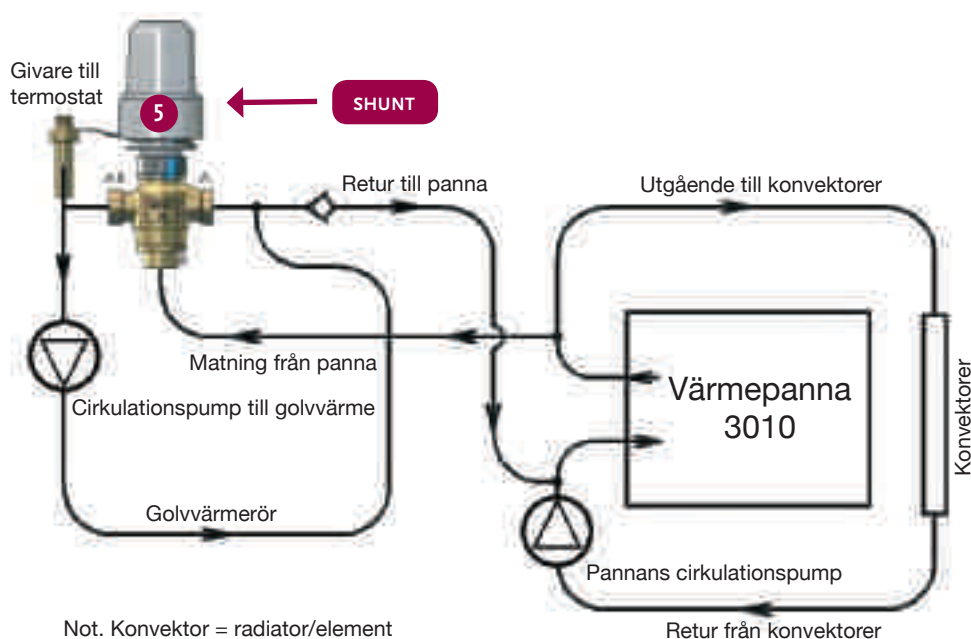 Givare till
termostat
5
SHUNT
Retur till panna
Utgående till konvektorer
Matning från panna
Värmepanna
3010
Konvektorer
Cirkulationspump till golvvärme
Golvvärmerör
Pannans cirkulationspump
Not. Konvektor = radiator/element
Retur från konvektorer